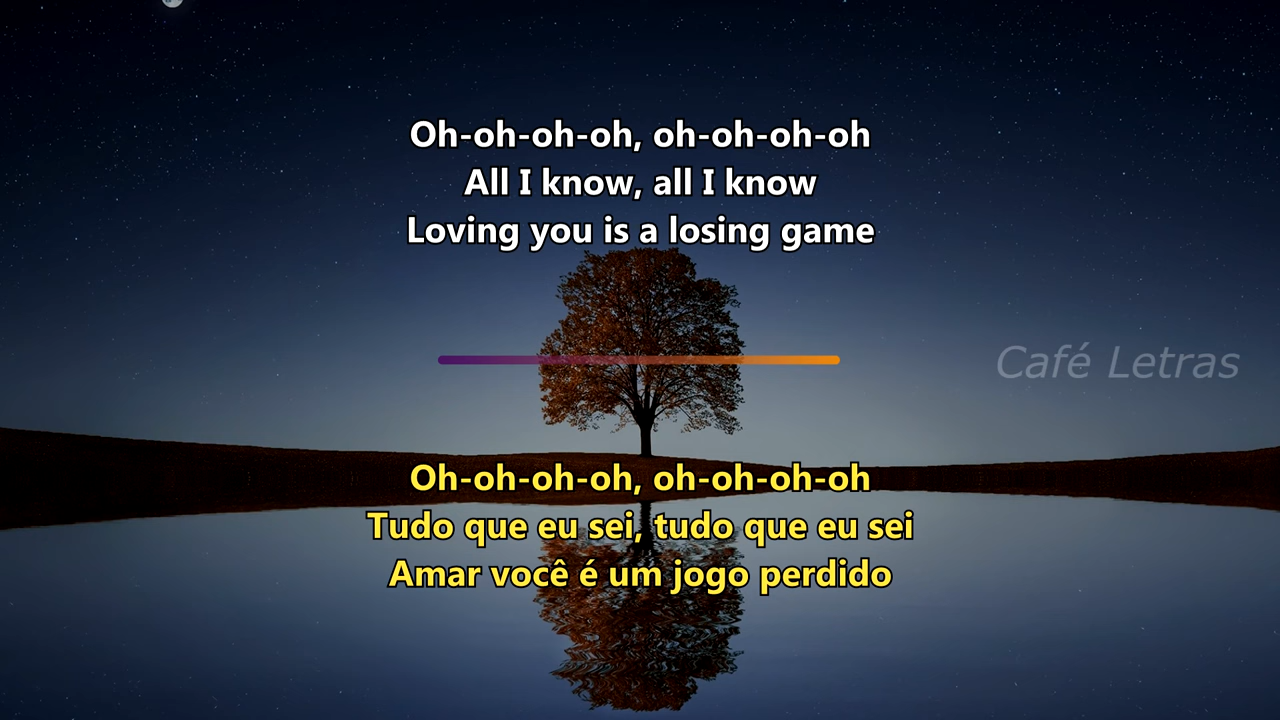 Oh-oh-oh-oh, oh-oh-oh-oh
All I know, all I know
Loving you is a losing game
Café Letras
Oh-oh-oh-oh, oh-oh-oh-oh
Tudo que eu sei, tudo que eu sei
Amar você é um jogo perdido